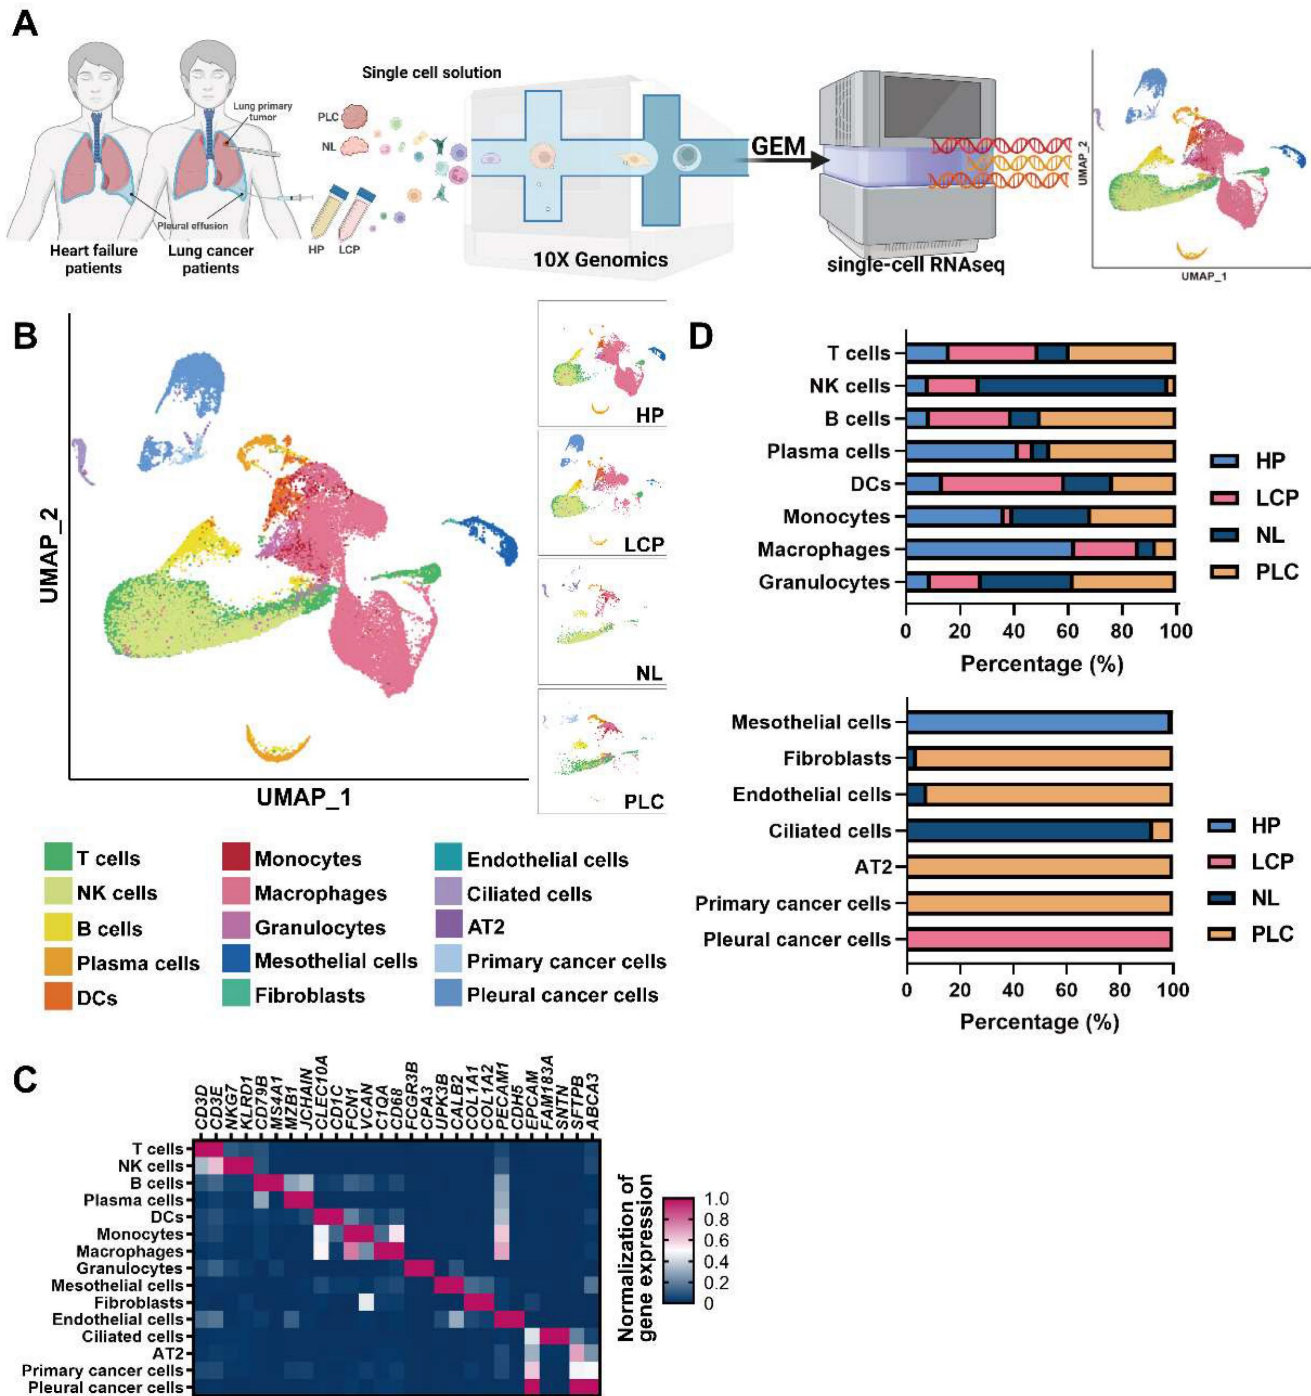 A
Single cell solution
Lung primary
tumor
PLC
NL
GEM
Pleural effusion
Heart failure
patients
Lung cancer
patients
HP
LCP
10X Genomics
single-cell RNAseq
UMAP_2
UMAP_1
B
UMAP_2
UMAP_1
HP
LCP
NL
PLC
T cells
NK cells
B cells
Plasma cells
DCs
Monocytes
Macrophages
Granulocytes
Mesothelial cells
Fibroblasts
Endothelial cells
Ciliated cells
AT2
Primary cancer cells
Pleural cancer cells
D
T cells
NK cells
B cells
Plasma cells
DCs
Monocytes
Macrophages
Granulocytes
0 20 40 60 80 100
Percentage (%)
HP
LCP
NL
PLC
Mesothelial cells
Fibroblasts
Endothelial cells
Ciliated cells
AT2
Primary cancer cells
Pleural cancer cells
0 20 40 60 80 100
Percentage (%)
HP
LCP
NL
PLC
C
CD3D
CD3E
NKG7
KLRD1
CD79B
MS4A1
MZB1
JCHAIN
CLEC10A
CD1C
FCN1
VCAN
C1QA
CD68
FCGR3B
CPA3
UPK3B
CALB2
COL1A1
COL1A2
PECAM1
CDH5
EPCAM
FAM183A
SNTN
SFTPB
ABCA3
T cells
NK cells
B cells
Plasma cells
DCs
Monocytes
Macrophages
Granulocytes
Mesothelial cells
Fibroblasts
Endothelial cells
Ciliated cells
AT2
Primary cancer cells
Pleural cancer cells
Normalization of
gene expression
1.0
0.8
0.6
0.4
0.2
0